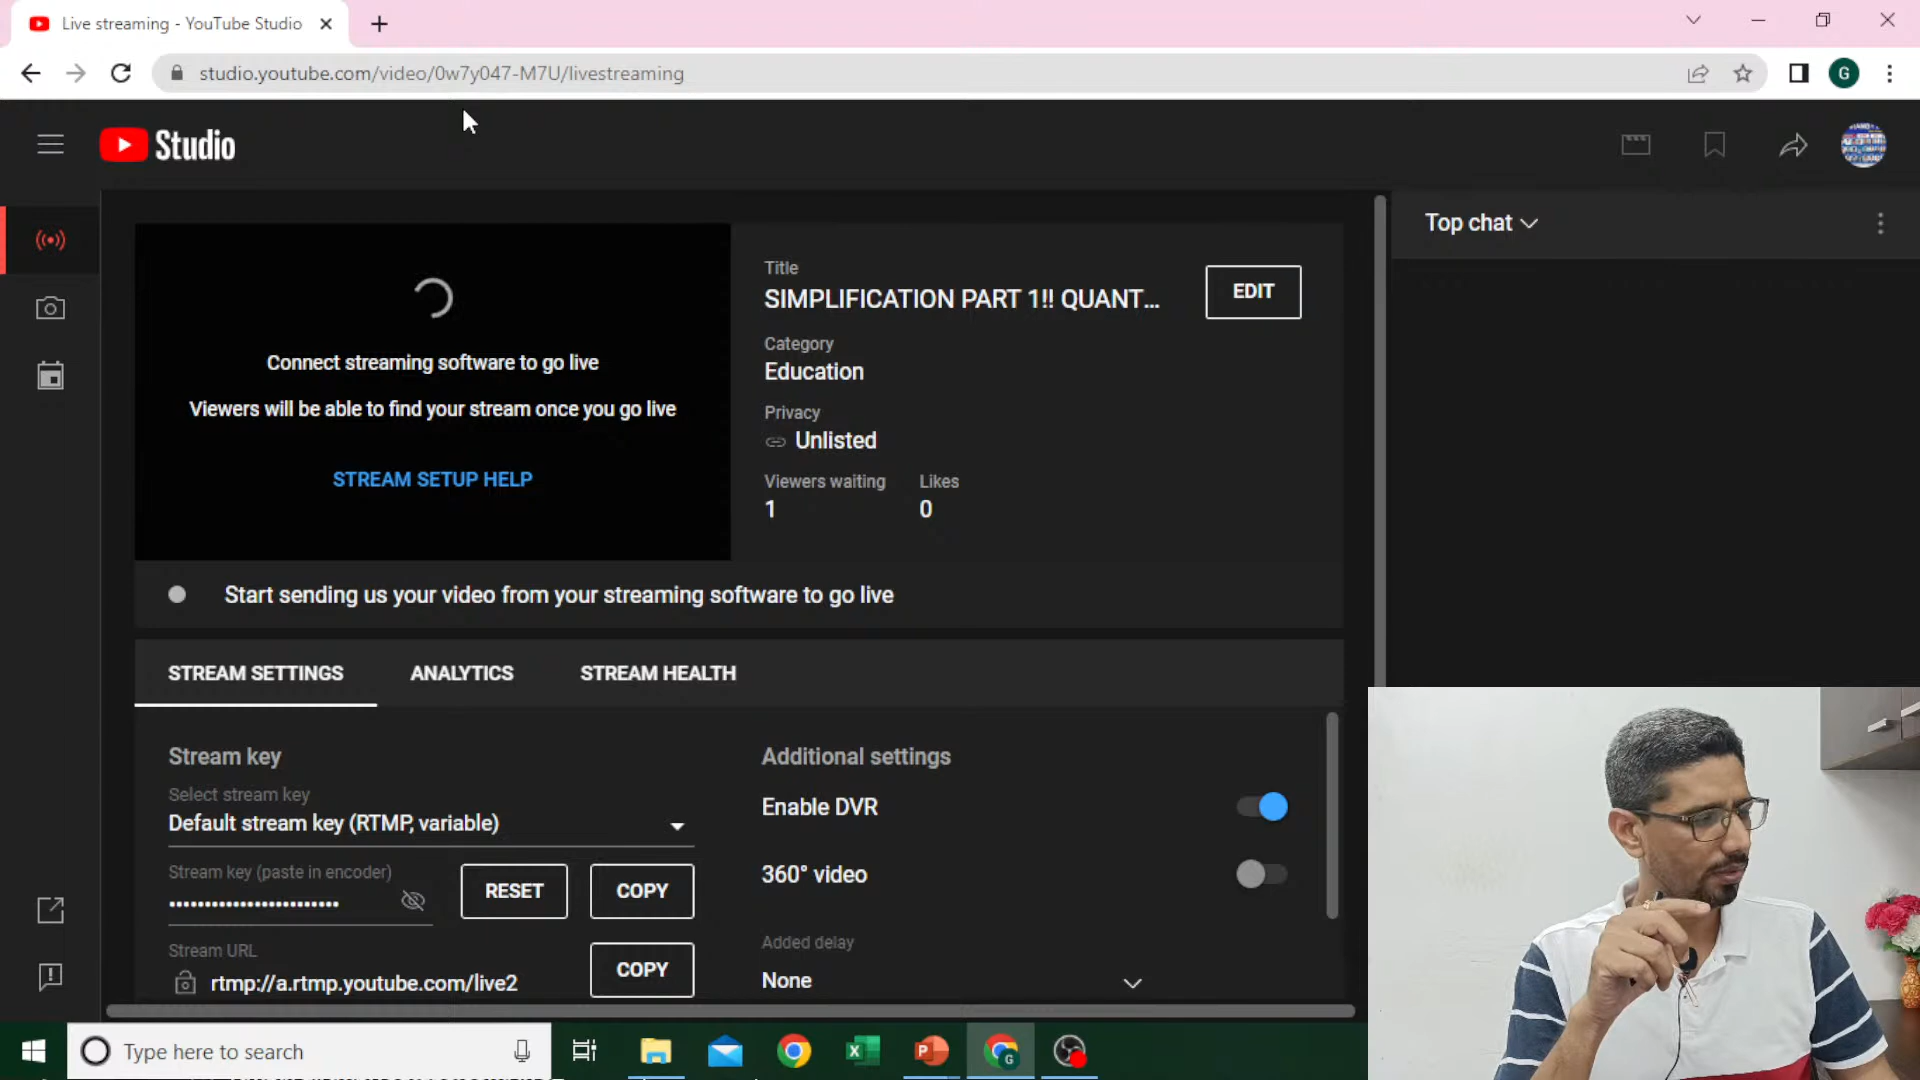 Live streaming - YouTube Studio
studio.youtube.com/video/0w7y047-M7U/livestreaming
G
Studio
Top chat
Connect streaming software to go live
Viewers will be able to find your stream once you go live
STREAM SETUP HELP
Title
SIMPLIFICATION PART 1!! QUANT...
EDIT
Category
Education
Privacy
Unlisted
Viewers waiting
Likes
1
0
Start sending us your video from your streaming software to go live
STREAM SETTINGS
ANALYTICS
STREAM HEALTH
Stream key
Select stream key
Default stream key (RTMP, variable)
Stream key (paste in encoder)
••••••••••••••••••••••••
RESET
COPY
Stream URL
rtmp://a.rtmp.youtube.com/live2
COPY
Additional settings
Enable DVR
360° video
Added delay
None
Type here to search